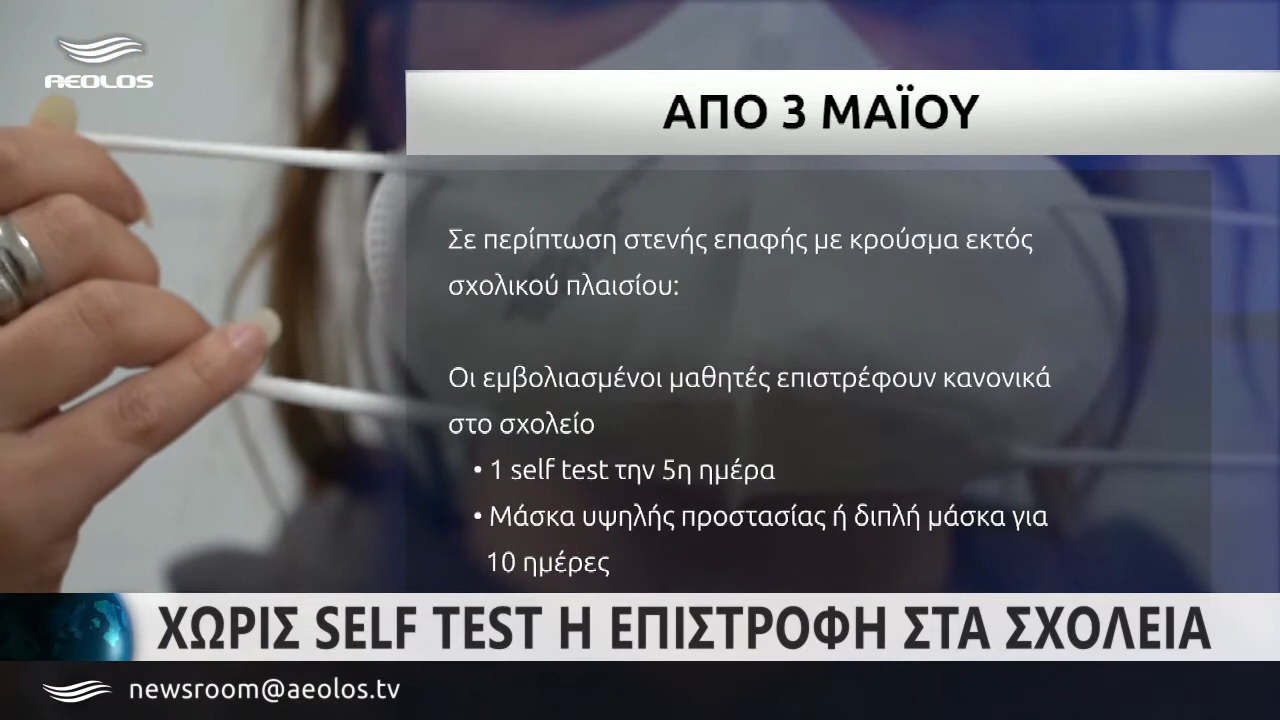 AEOLOS
ΑΠΟ 3 ΜΑΪΟΥ
Σε περίπτωση στενής επαφής με κρούσμα εκτός
σχολικού πλαισίου:
Οι εμβολιασμένοι μαθητές επιστρέφουν κανονικά
στο σχολείο
• 1 self test την 5η ημέρα
• Μάσκα υψηλής προστασίας ή διπλή μάσκα για
10 ημέρες
ΧΩΡΙΣ SELF TEST Η ΕΠΙΣΤΡΟΦΗ ΣΤΑ ΣΧΟΛΕΙΑ
newsroom@aeolos.tv